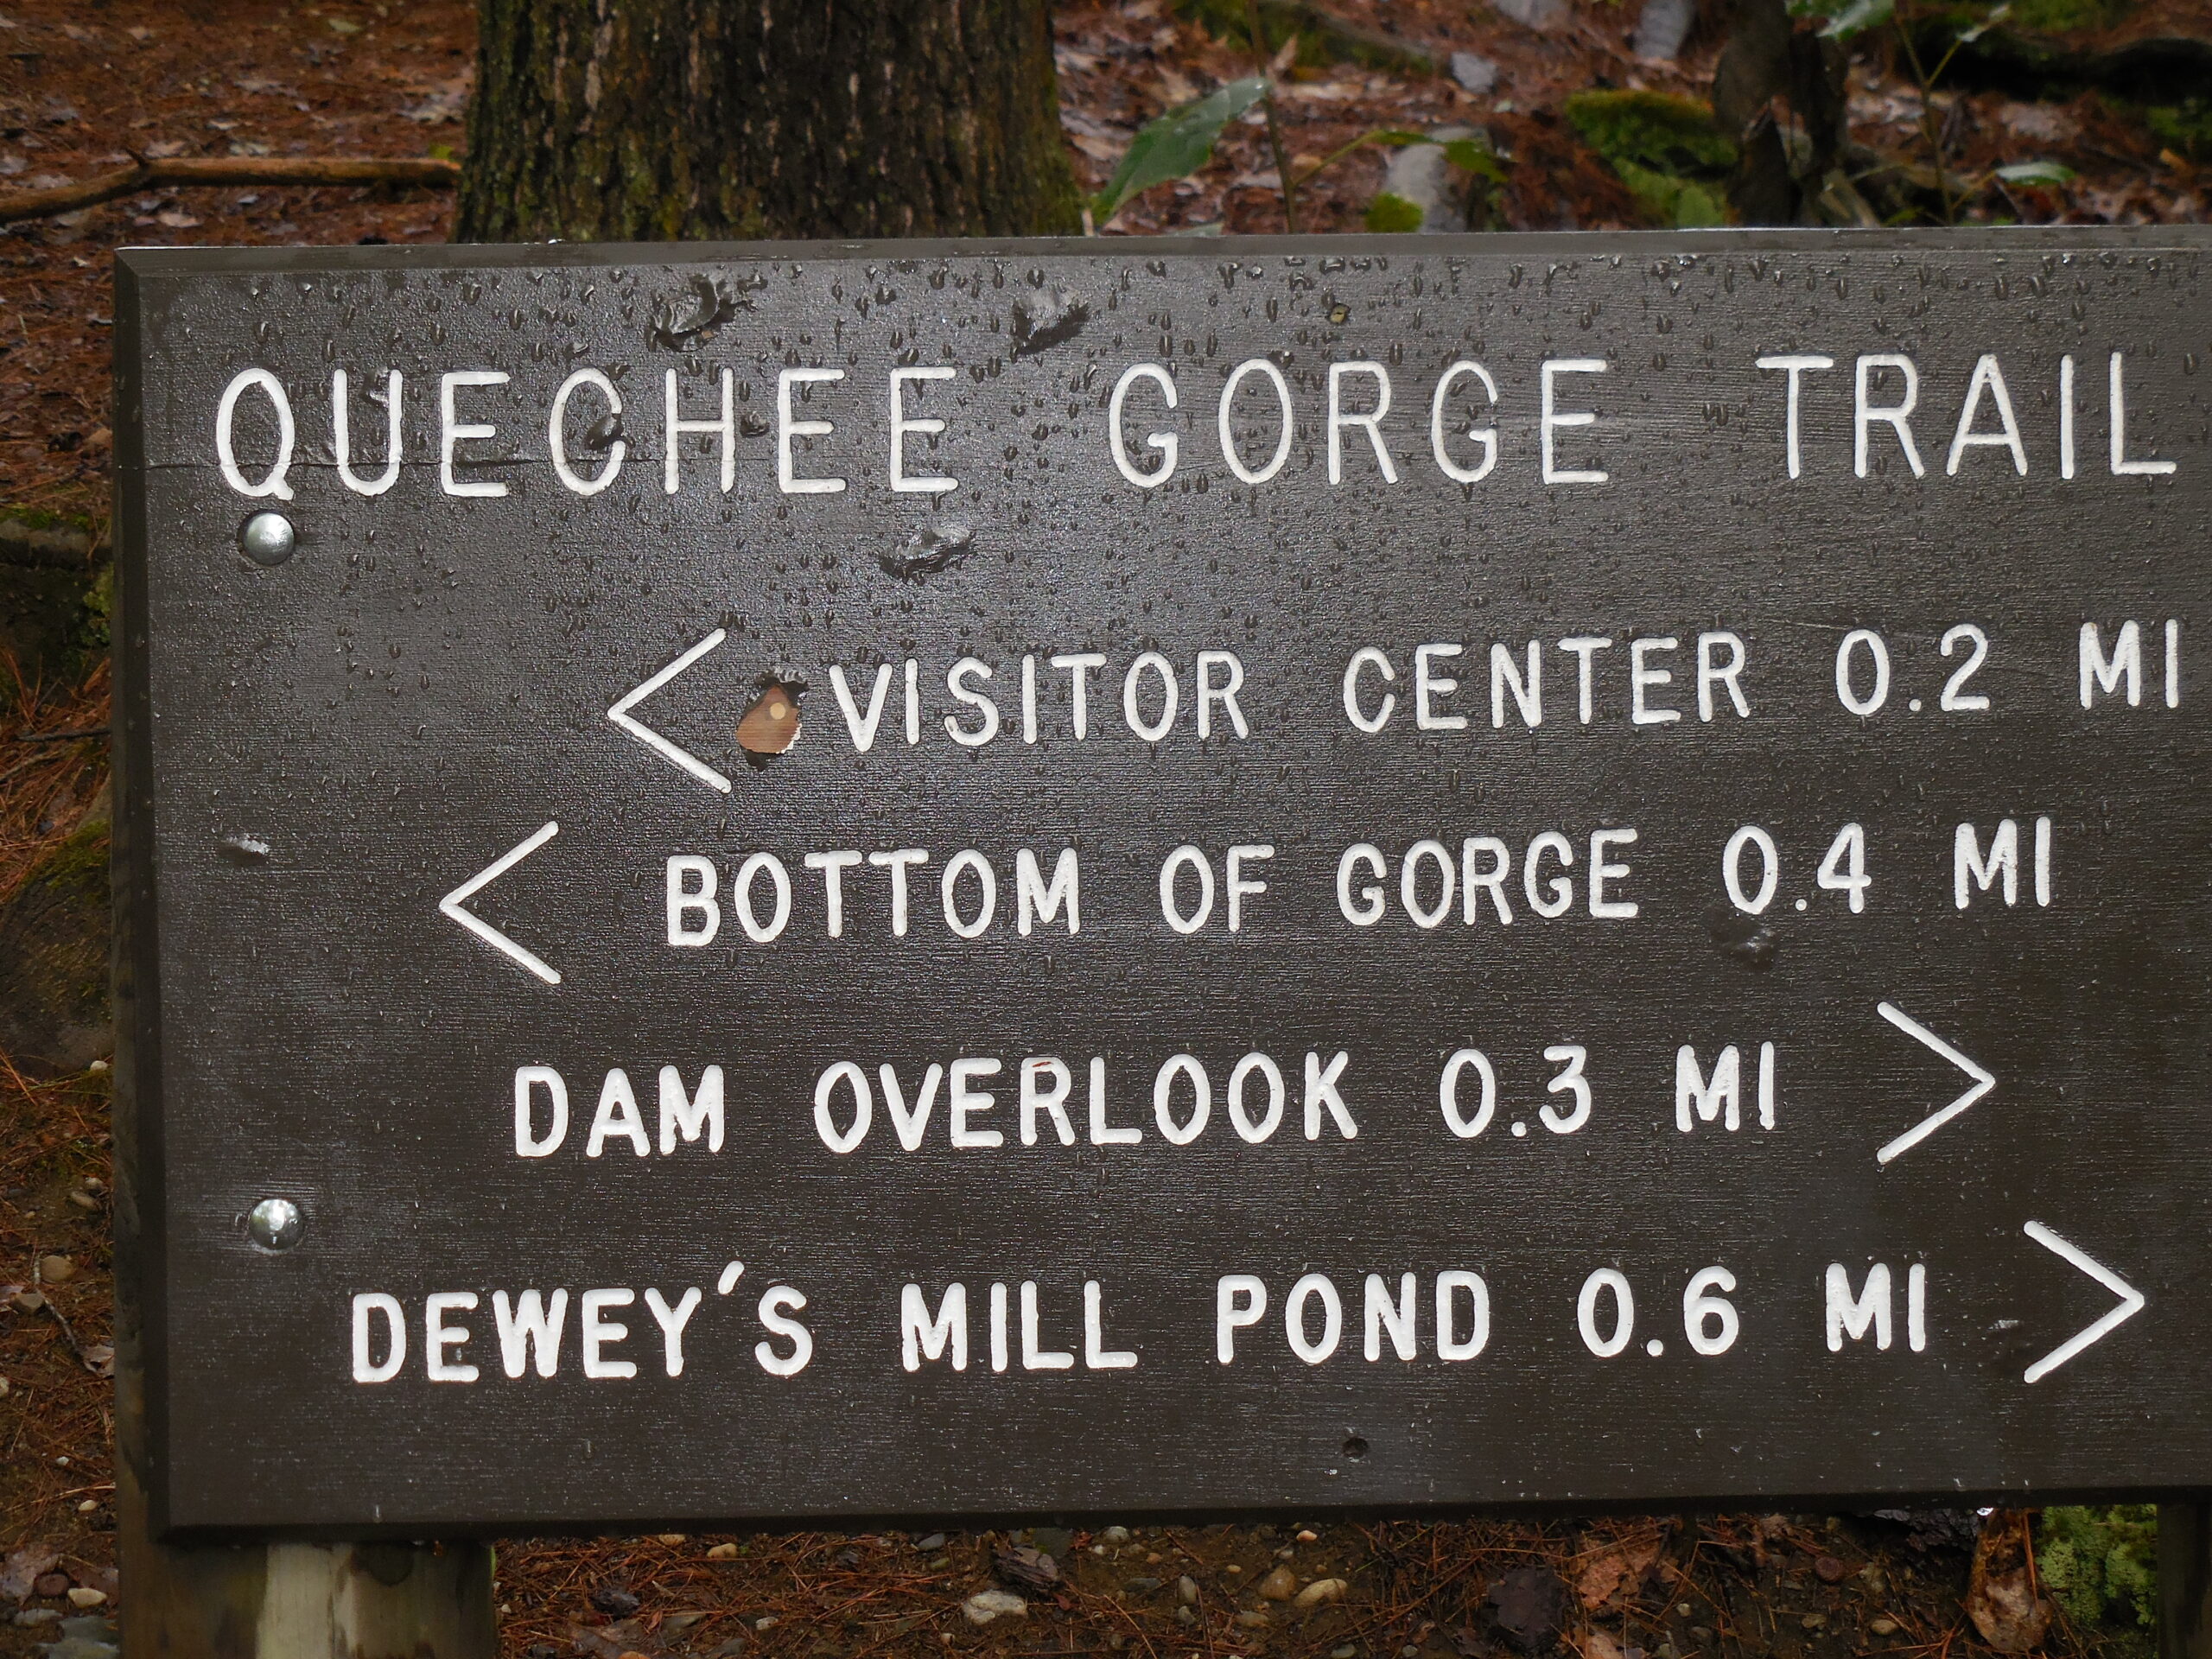 QUECHEE GORGE TRAIL
< VISITOR CENTER 0.2 MI
< BOTTOM OF GORGE 0.4 MI
DAM OVERLOOK 0.3 MI >
DEWEY'S MILL POND 0.6 MI >